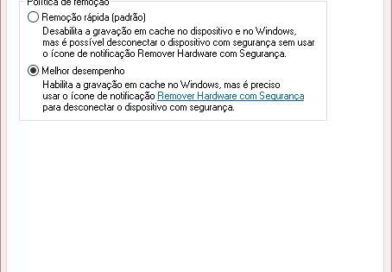 Política de remoção
Remoção rápida (padrão)
Desabilita a gravação em cache no dispositivo e no Windows,
mas é possível desconectar o dispositivo com segurança sem usar
o ícone de notificação Remover Hardware com Segurança.
Melhor desempenho
Habilita a gravação em cache no Windows, mas é preciso
usar o ícone de notificação Remover Hardware com Segurança
para desconectar o dispositivo com segurança.